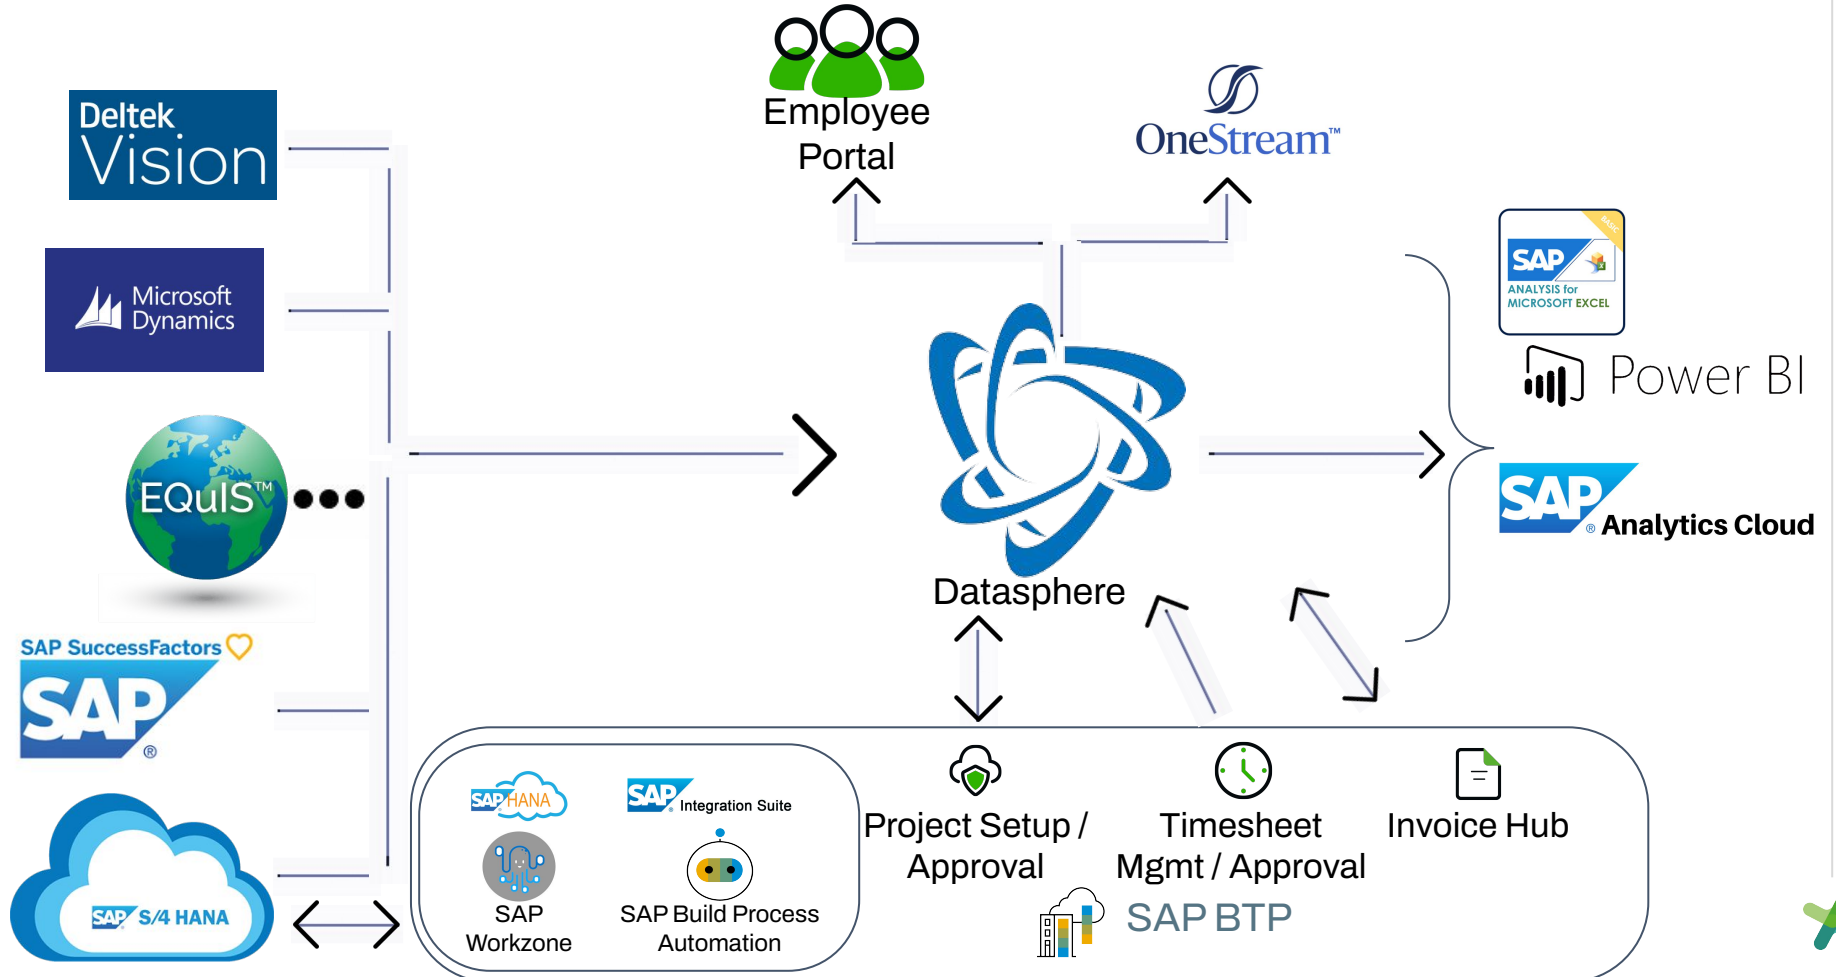 Employee
Portal
OneStream™
Deltek
Vision
Microsoft
Dynamics
EQuIS™
SAP SuccessFactors
SAP®
SAP S/4 HANA
Datasphere
BASIC
SAP
ANALYSIS for
MICROSOFT EXCEL
Power BI
SAP® Analytics Cloud
SAP HANA
SAP Integration Suite
SAP
Workzone
SAP Build Process
Automation
Project Setup /
Approval
Timesheet
Mgmt / Approval
Invoice Hub
SAP BTP